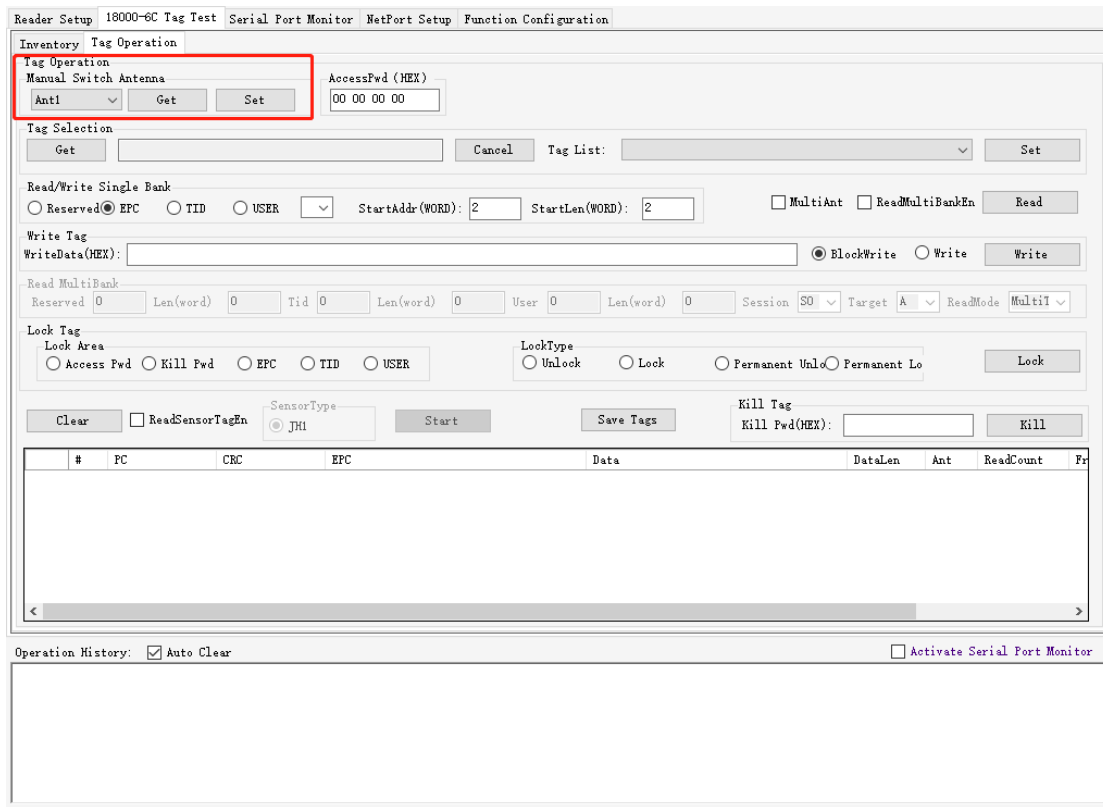 Reader Setup 18000-6C Tag Test Serial Port Monitor NetPort Setup Function Configuration
Inventory Tag Operation
Tag Operation
Manual Switch Antenna AccessPwd (HEX)
Ant1 Get Set 00 00 00 00
Tag Selection
Get Cancel Tag List: Set
Read/Write Single Bank
Reserved EPC TID USER StartAddr(WORD): 2 StartLen(WORD): 2 MultiAnt ReadMultiBankEn Read
Write Tag
WriteData(HEX): BlockWrite Write Write
Read MultiBank
Reserved 0 Len(word) 0 Tid 0 Len(word) 0 User 0 Len(word) 0 Session S0 Target A ReadMode MultiT
Lock Tag
Lock Area LockType
Access Pwd Kill Pwd EPC TID USER Unlock Lock Permanent Unlo Permanent Lo Lock
SensorType Kill Tag
Clear ReadSensorTagEn JH1 Start Save Tags Kill Pwd(HEX): Kill
# PC CRC EPC Data DataLen Ant ReadCount Fr
Operation History: Auto Clear Activate Serial Port Monitor